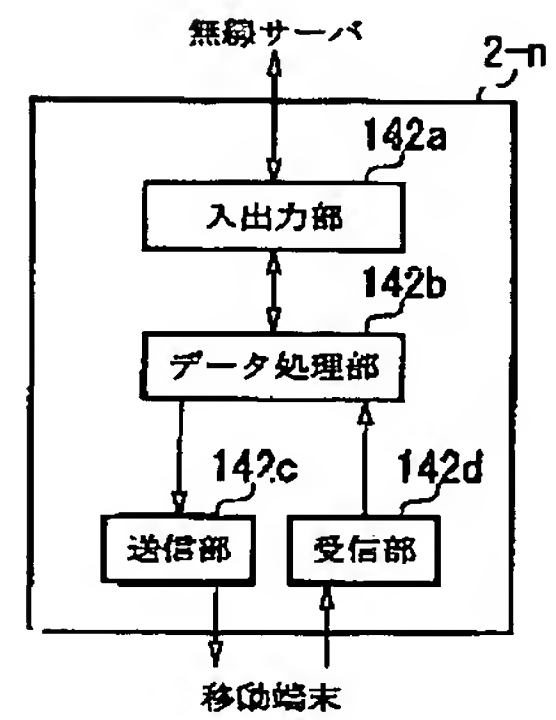 無線サーバ
2-n
142a
入出力部
142b
データ処理部
142c
142d
送信部
受信部
移動端末